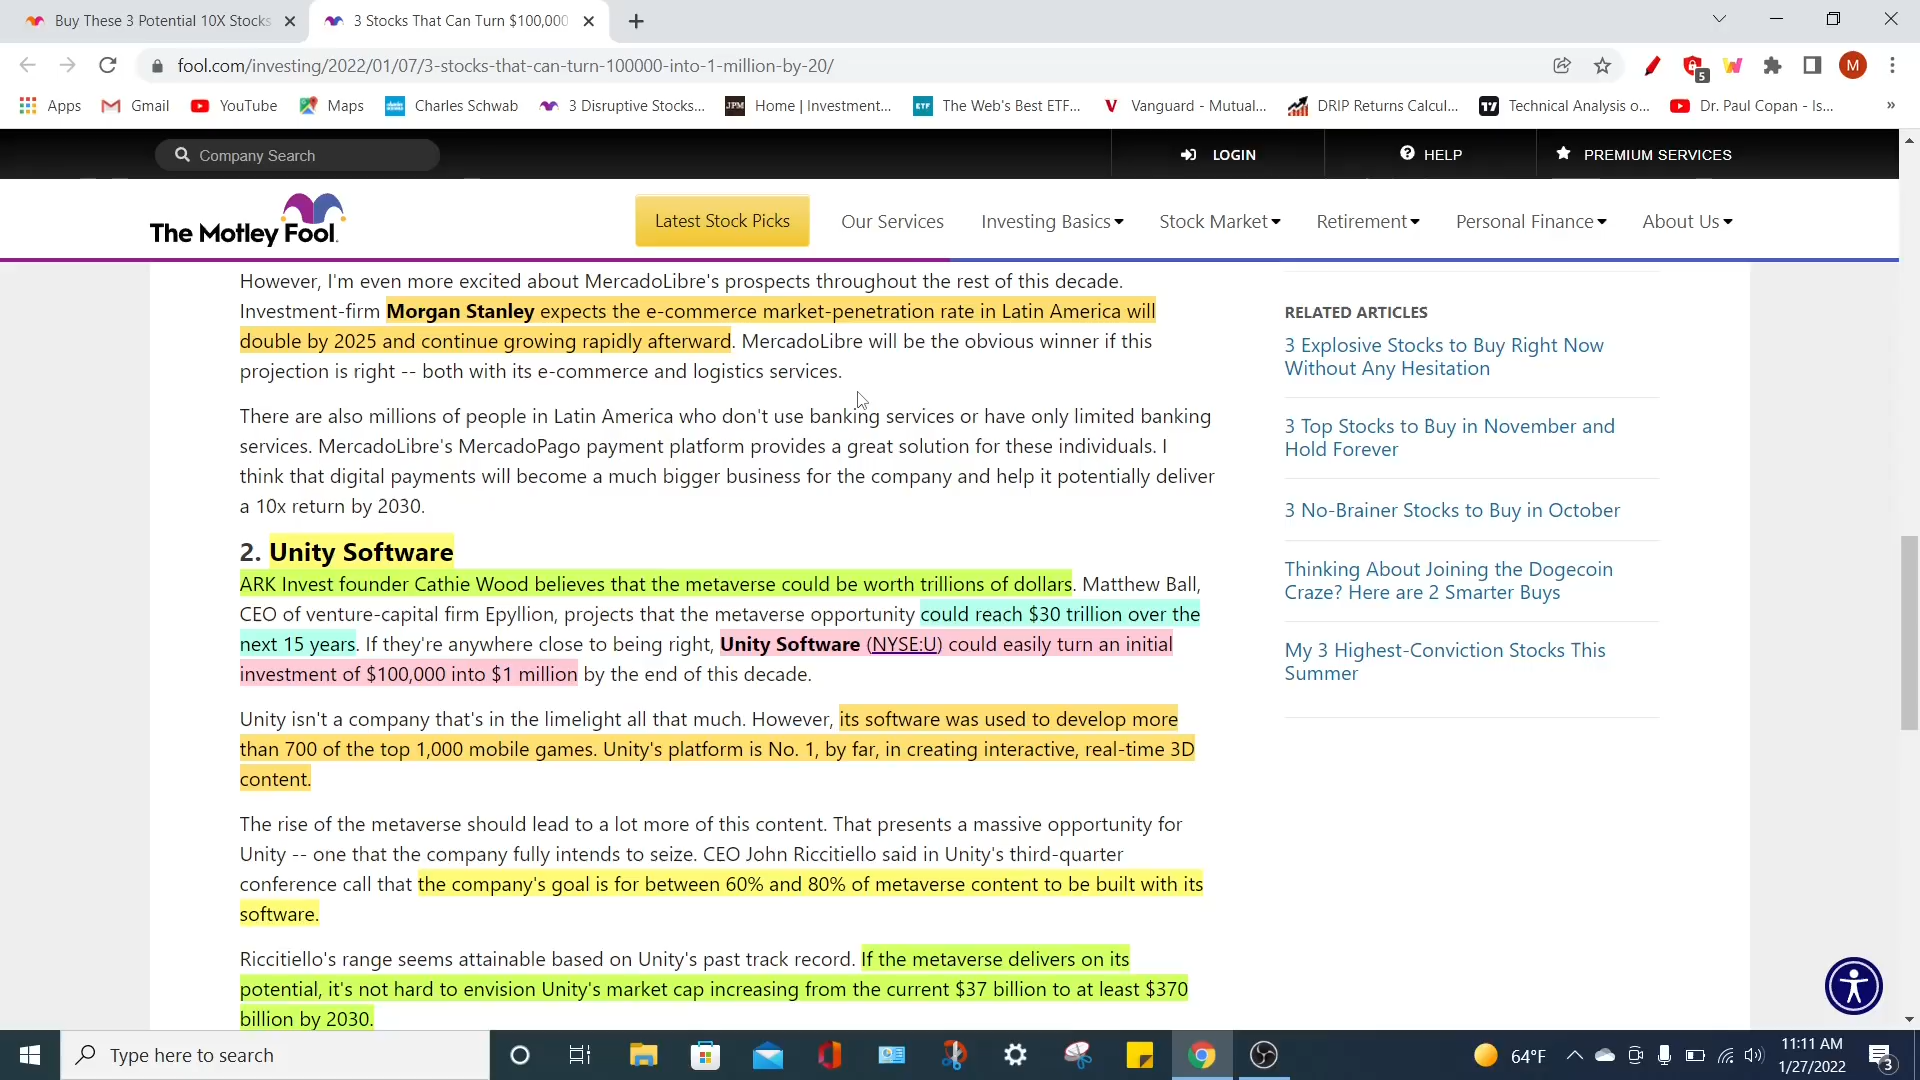 Buy These 3 Potential 10X Stocks
3 Stocks That Can Turn $100,000
fool.com/investing/2022/01/07/3-stocks-that-can-turn-100000-into-1-million-by-20/
5
M
Apps
Gmail
YouTube
Maps
Charles Schwab
3 Disruptive Stocks...
JPM
Home | Investment...
ETF
The Web's Best ETF...
Vanguard - Mutual...
DRIP Returns Calcul...
Technical Analysis o...
Dr. Paul Copan - Is...
»
Company Search
LOGIN
HELP
PREMIUM SERVICES
The Motley Fool.
Latest Stock Picks
Our Services
Investing Basics
Stock Market
Retirement
Personal Finance
About Us
However, I'm even more excited about MercadoLibre's prospects throughout the rest of this decade.
Investment-firm Morgan Stanley expects the e-commerce market-penetration rate in Latin America will
double by 2025 and continue growing rapidly afterward. MercadoLibre will be the obvious winner if this
projection is right -- both with its e-commerce and logistics services.
There are also millions of people in Latin America who don't use banking services or have only limited banking
services. MercadoLibre's MercadoPago payment platform provides a great solution for these individuals. I
think that digital payments will become a much bigger business for the company and help it potentially deliver
a 10x return by 2030.
2. Unity Software
ARK Invest founder Cathie Wood believes that the metaverse could be worth trillions of dollars. Matthew Ball,
CEO of venture-capital firm Epyllion, projects that the metaverse opportunity could reach $30 trillion over the
next 15 years. If they're anywhere close to being right, Unity Software (NYSE:U) could easily turn an initial
investment of $100,000 into $1 million by the end of this decade.
Unity isn't a company that's in the limelight all that much. However, its software was used to develop more
than 700 of the top 1,000 mobile games. Unity's platform is No. 1, by far, in creating interactive, real-time 3D
content.
The rise of the metaverse should lead to a lot more of this content. That presents a massive opportunity for
Unity -- one that the company fully intends to seize. CEO John Riccitiello said in Unity's third-quarter
conference call that the company's goal is for between 60% and 80% of metaverse content to be built with its
software.
Riccitiello's range seems attainable based on Unity's past track record. If the metaverse delivers on its
potential, it's not hard to envision Unity's market cap increasing from the current $37 billion to at least $370
billion by 2030.
RELATED ARTICLES
3 Explosive Stocks to Buy Right Now
Without Any Hesitation
3 Top Stocks to Buy in November and
Hold Forever
3 No-Brainer Stocks to Buy in October
Thinking About Joining the Dogecoin
Craze? Here are 2 Smarter Buys
My 3 Highest-Conviction Stocks This
Summer
Type here to search
64°F
11:11 AM
1/27/2022
3